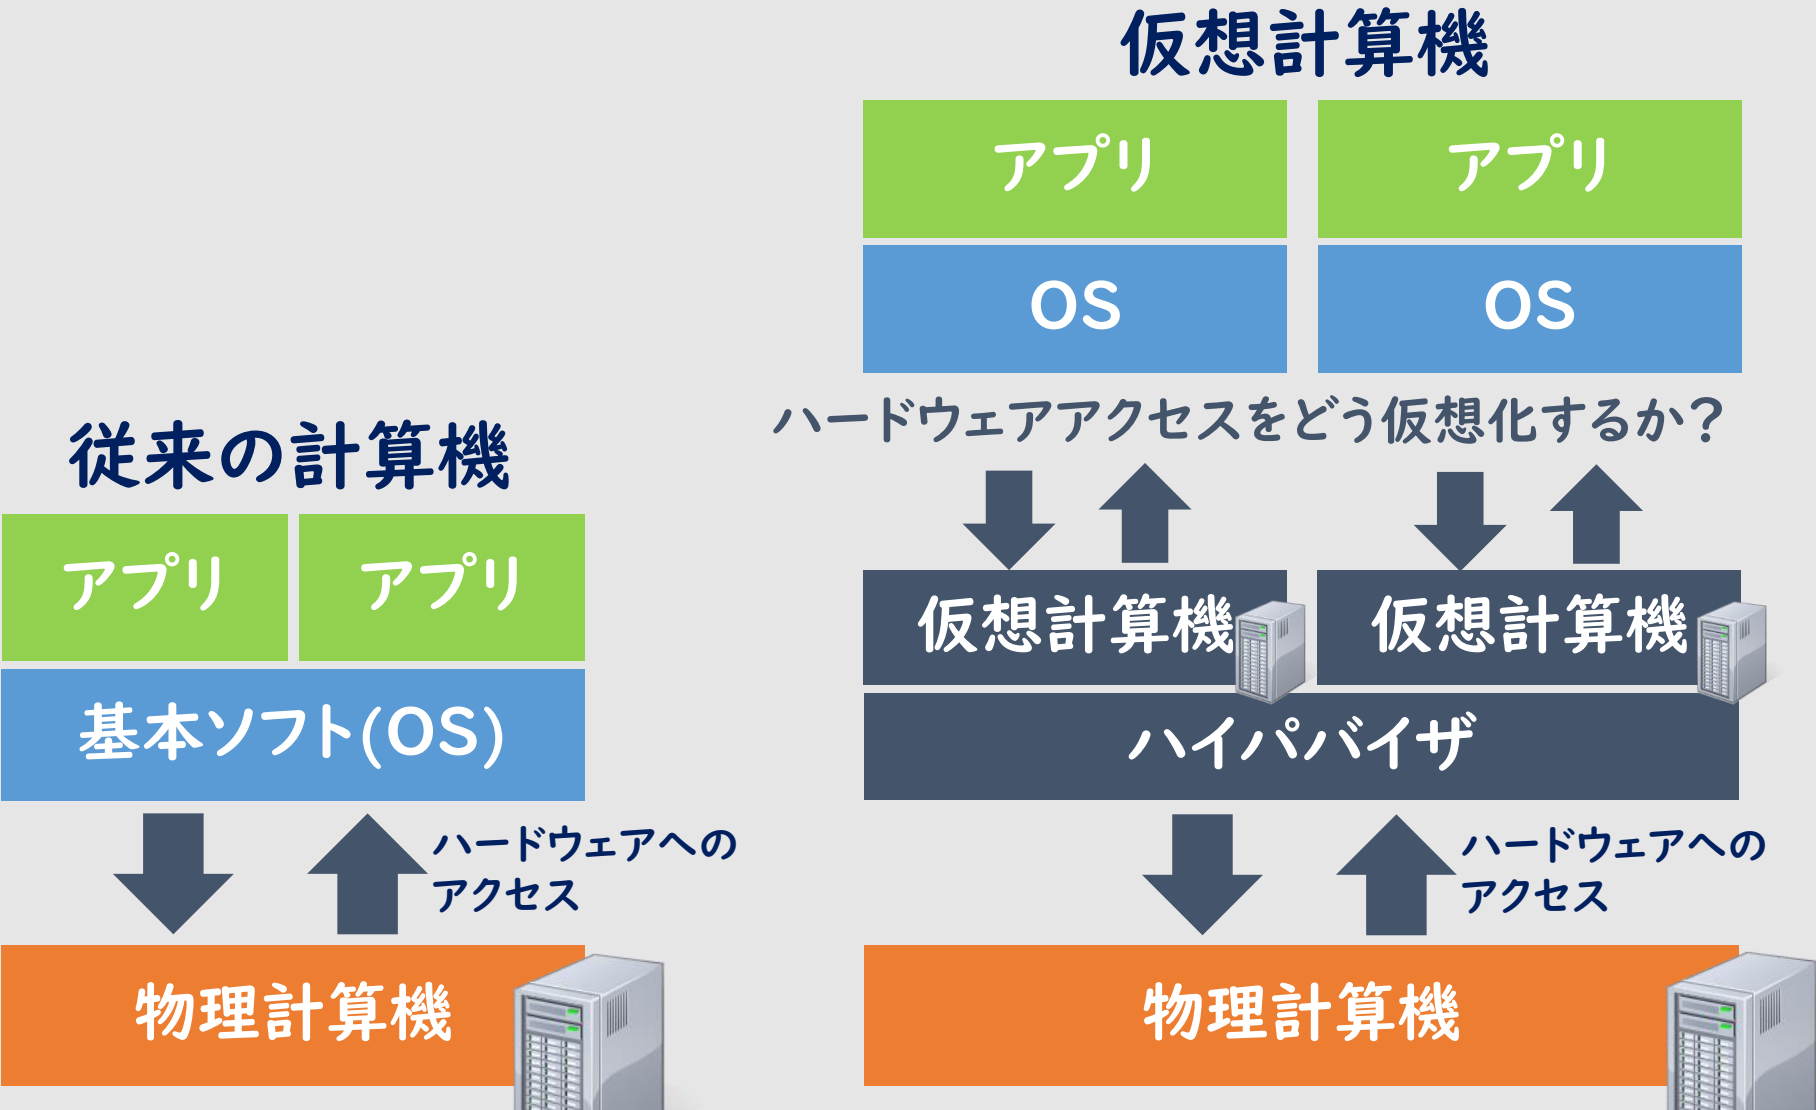 従来の計算機
アプリ
アプリ
基本ソフト(OS)
ハードウェアへの
アクセス
物理計算機
仮想計算機
アプリ
アプリ
OS
OS
ハードウェアアクセスをどう仮想化するか?
仮想計算機
仮想計算機
ハイパバイザ
ハードウェアへの
アクセス
物理計算機